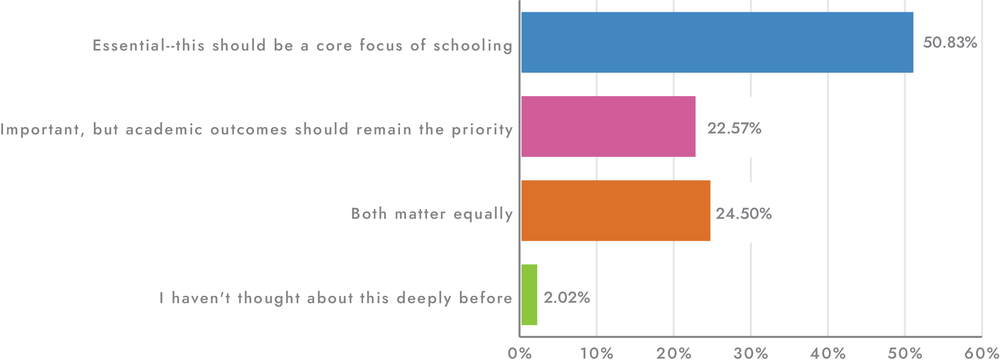 Essential--this should be a core focus of schooling
50.83%
Important, but academic outcomes should remain the priority
22.57%
Both matter equally
24.50%
I haven't thought about this deeply before
2.02%
0% 10% 20% 30% 40% 50% 60%